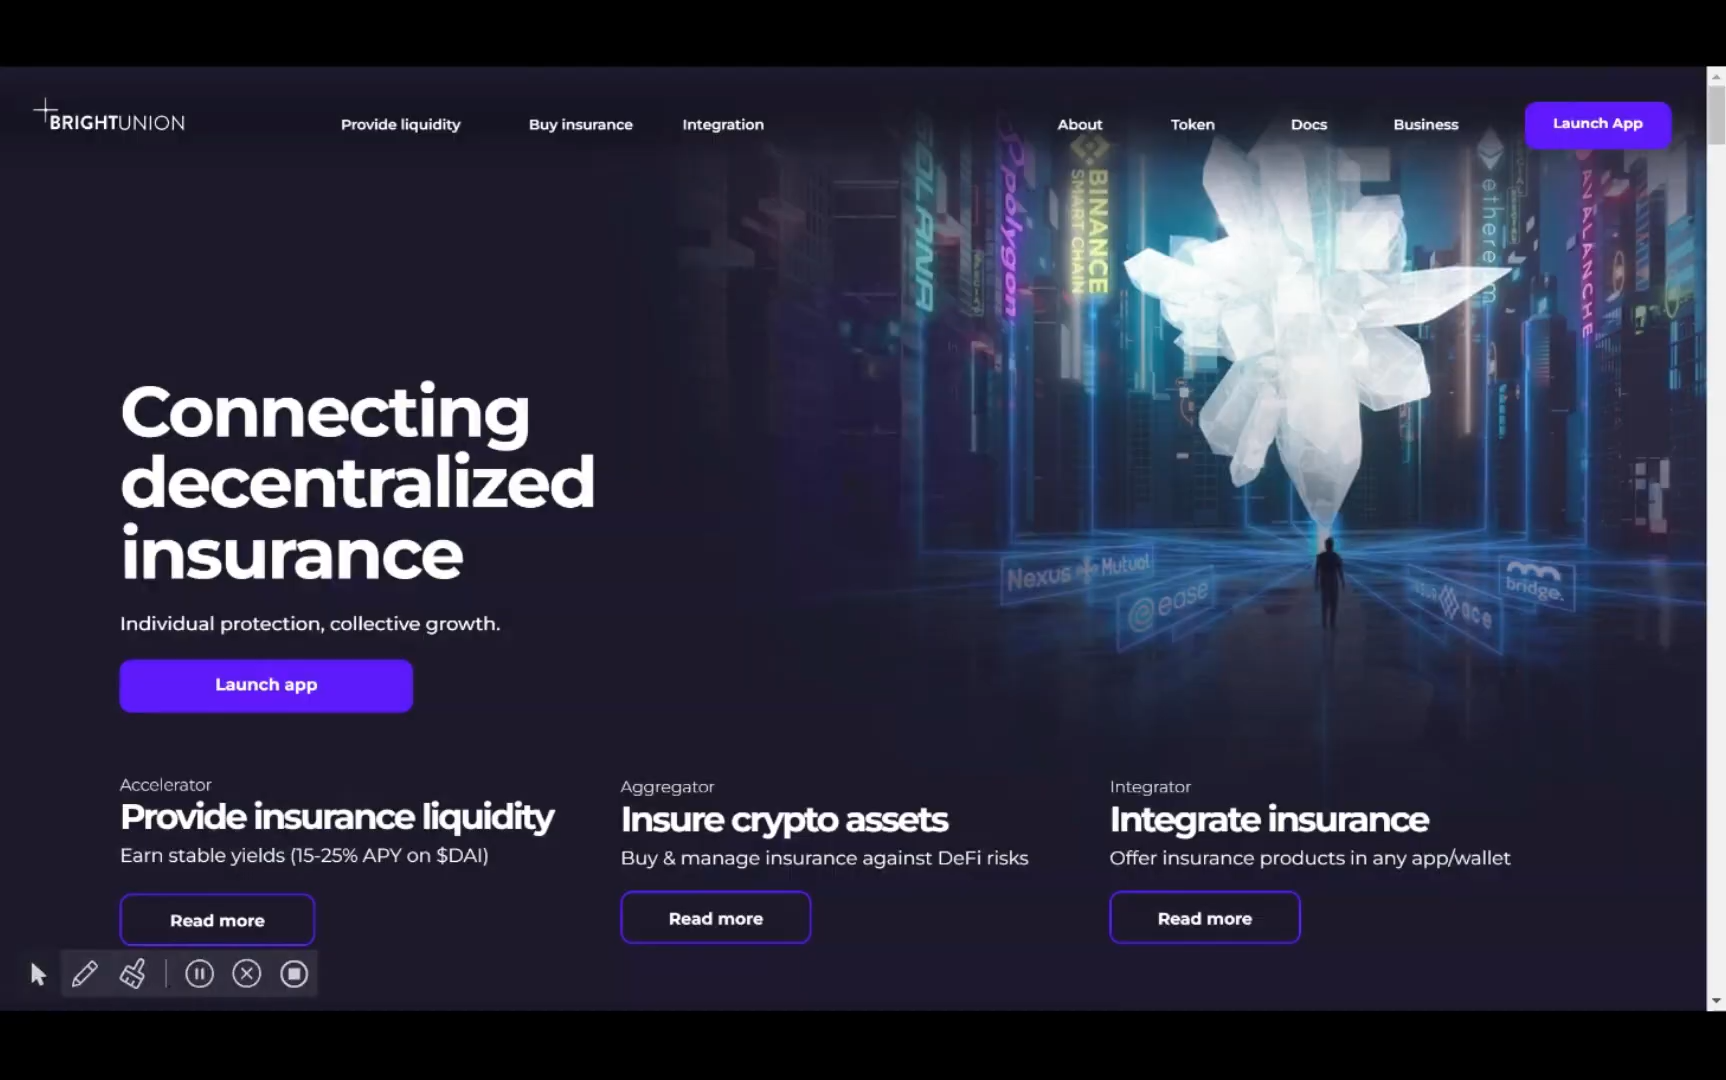 BRIGHTUNION
Provide liquidity
Buy insurance
Integration
About
Token
Docs
Business
Launch App
SOLANA
polygon
BINANCE
SMART CHAIN
ethereum
AVALANCHE
Connecting
decentralized
insurance
Nexus Mutual
ease
bridge.
ace
Individual protection, collective growth.
Launch app
Accelerator
Provide insurance liquidity
Earn stable yields (15-25% APY on $DAI)
Read more
Aggregator
Insure crypto assets
Buy & manage insurance against DeFi risks
Read more
Integrator
Integrate insurance
Offer insurance products in any app/wallet
Read more